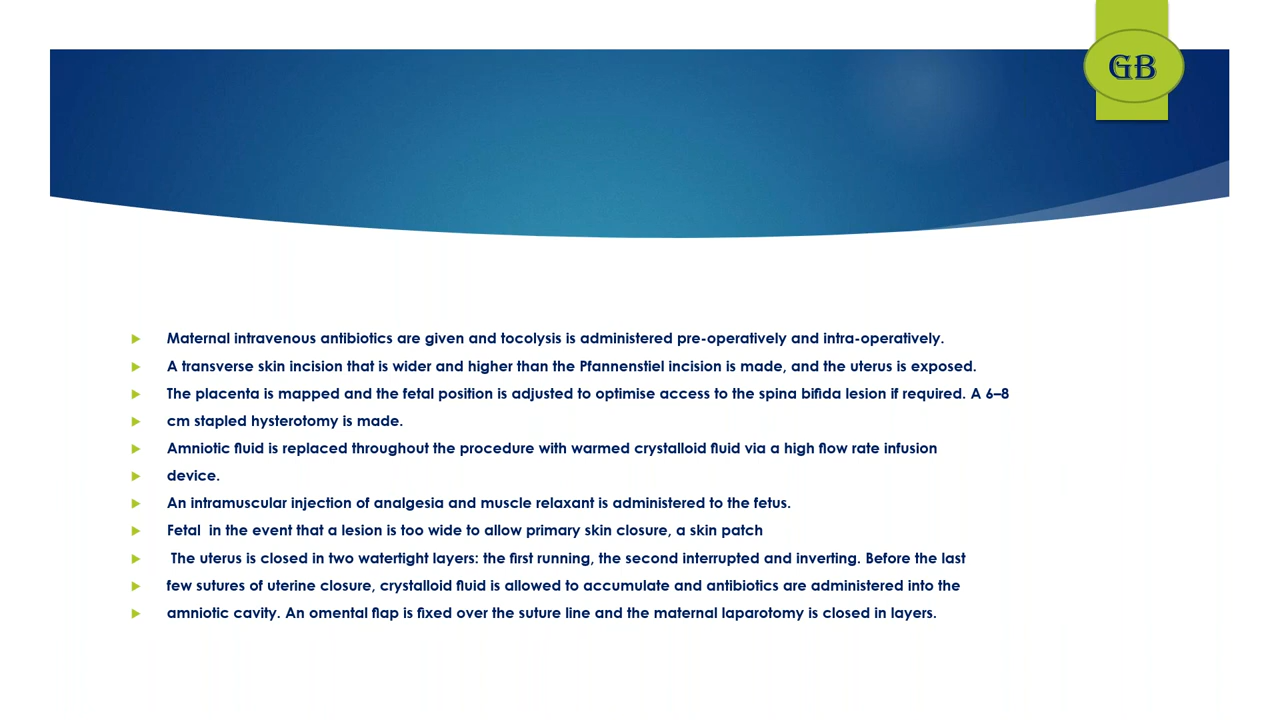 GB
Maternal intravenous antibiotics are given and tocolysis is administered pre-operatively and intra-operatively.
A transverse skin incision that is wider and higher than the Pfannenstiel incision is made, and the uterus is exposed.
The placenta is mapped and the fetal position is adjusted to optimise access to the spina bifida lesion if required. A 6–8
cm stapled hysterotomy is made.
Amniotic fluid is replaced throughout the procedure with warmed crystalloid fluid via a high flow rate infusion
device.
An intramuscular injection of analgesia and muscle relaxant is administered to the fetus.
Fetal  in the event that a lesion is too wide to allow primary skin closure, a skin patch
The uterus is closed in two watertight layers: the first running, the second interrupted and inverting. Before the last
few sutures of uterine closure, crystalloid fluid is allowed to accumulate and antibiotics are administered into the
amniotic cavity. An omental flap is fixed over the suture line and the maternal laparotomy is closed in layers.